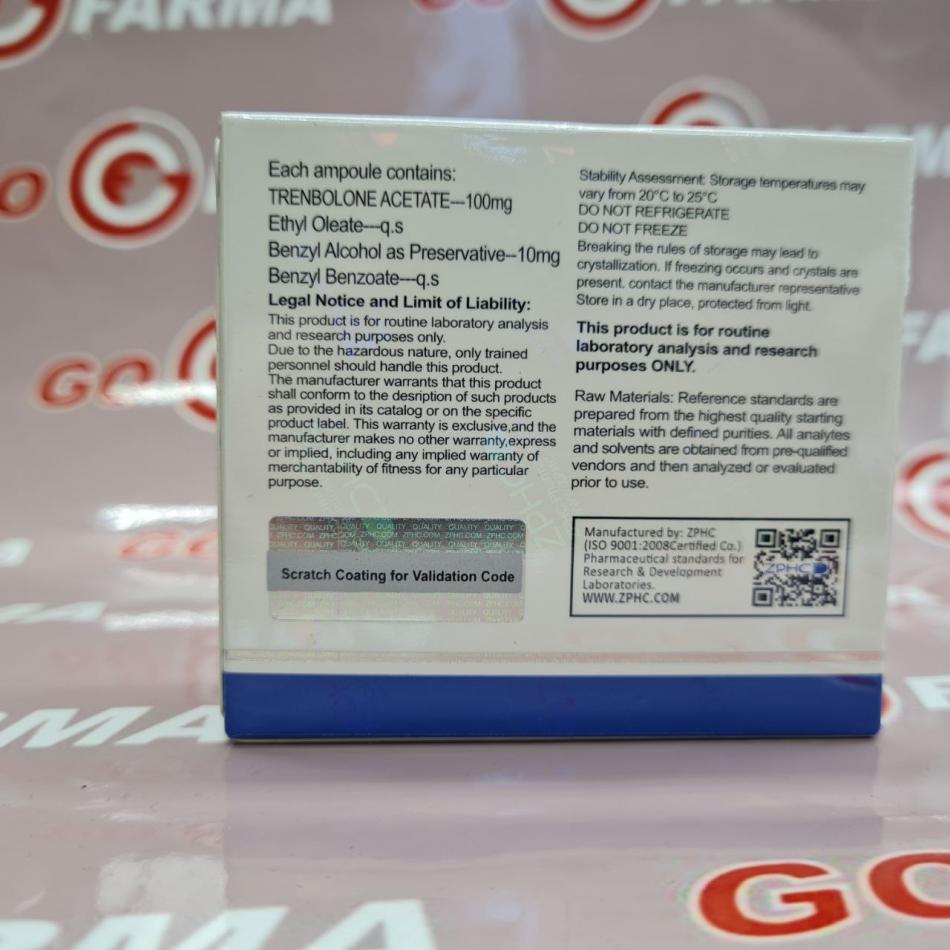 FARMA
GO
GO
FARMA
GO
Each ampoule contains:
TRENBOLONE ACETATE---100mg
Ethyl Oleate---q.s
Benzyl Alcohol as Preservative--10mg
Benzyl Benzoate---q.s
Legal Notice and Limit of Liability:
This product is for routine laboratory analysis
and research purposes only.
Due to the hazardous nature, only trained
personnel should handle this product.
The manufacturer warrants that this product
shall conform to the desription of such products
as provided in its catalog or on the specific
product label. This warranty is exclusive,and the
manufacturer makes no other warranty,express
or implied, including any implied warranty of
merchantability of fitness for any particular
purpose.
Scratch Coating for Validation Code
Stability Assessment: Storage temperatures may
vary from 20°C to 25°C
DO NOT REFRIGERATE
DO NOT FREEZE
Breaking the rules of storage may lead to
crystallization. If freezing occurs and crystals are
present, contact the manufacturer representative
Store in a dry place, protected from light.
This product is for routine
laboratory analysis and research
purposes ONLY.
Raw Materials: Reference standards are
prepared from the highest quality starting
materials with defined purities. All analytes
and solvents are obtained from pre-qualified
vendors and then analyzed or evaluated
prior to use.
Manufactured by: ZPHC
(ISO 9001:2008Certified Co.)
Pharmaceutical standards for
Research & Development
Laboratories.
WWW.ZPHC.COM
ZPHC
GO